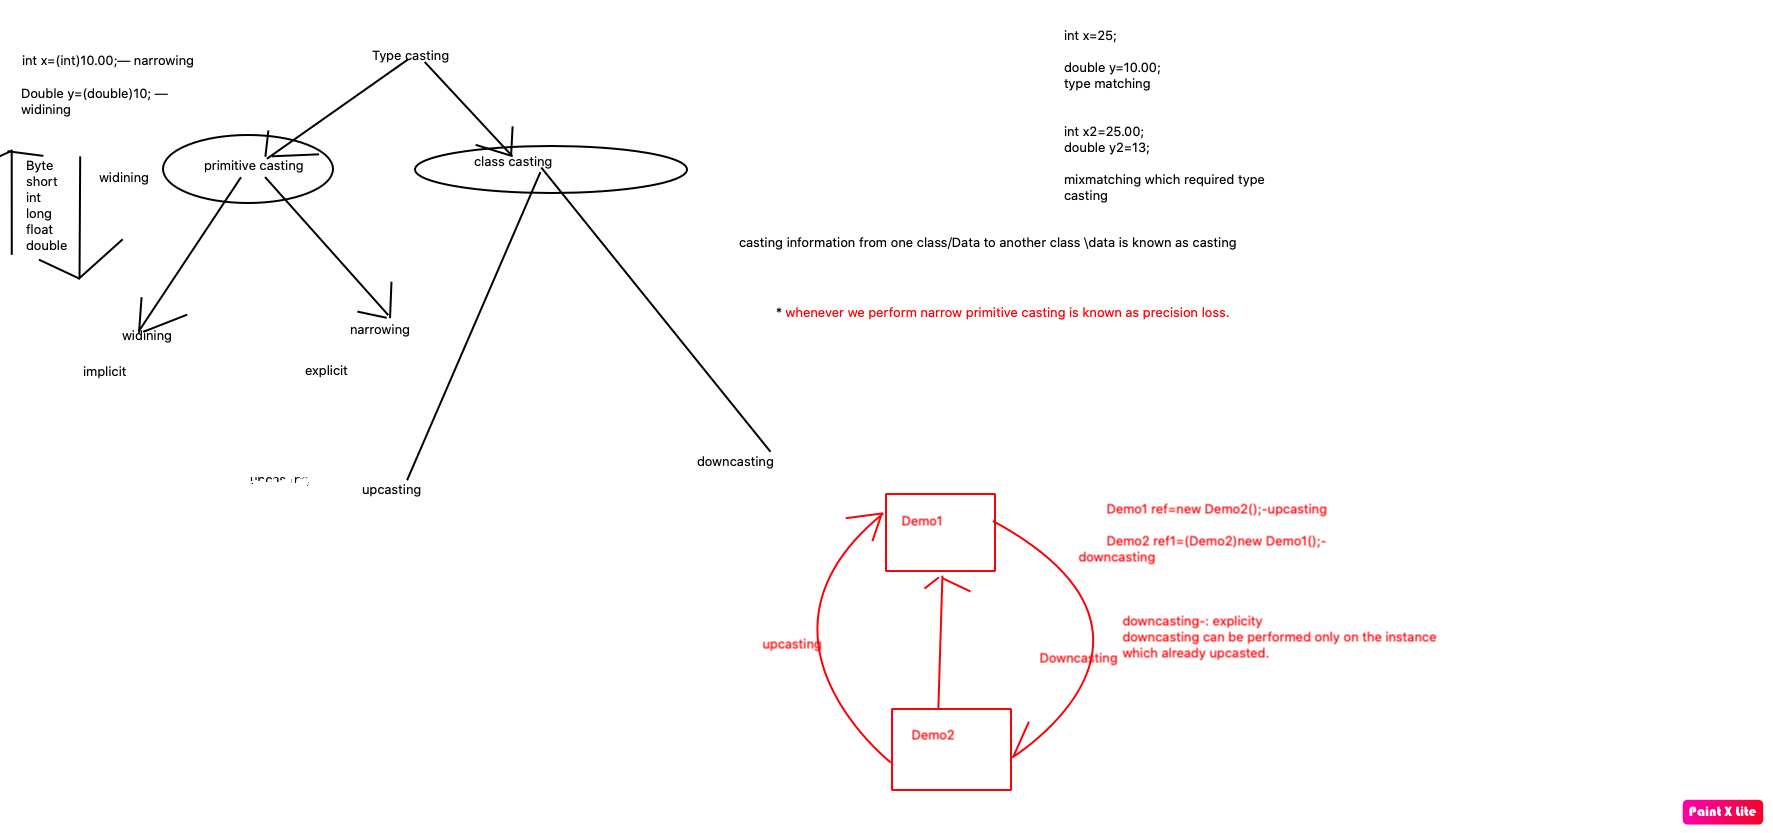 Type casting
int x=(int)10.00;— narrowing
Double y=(double)10; —
widining
Byte
short
int
long
float
double
widining
primitive casting
class casting
widining
narrowing
implicit
explicit
upcasting
downcasting
int x=25;
double y=10.00;
type matching
int x2=25.00;
double y2=13;
mixmatching which required type
casting
casting information from one class/Data to another class \data is known as casting
* whenever we perform narrow primitive casting is known as precision loss.
Demo1
Demo1 ref=new Demo2();-upcasting
Demo2 ref1=(Demo2)new Demo1();-
downcasting
upcasting
Downcasting
downcasting-: explicity
downcasting can be performed only on the instance
which already upcasted.
Demo2
Paint X Lite